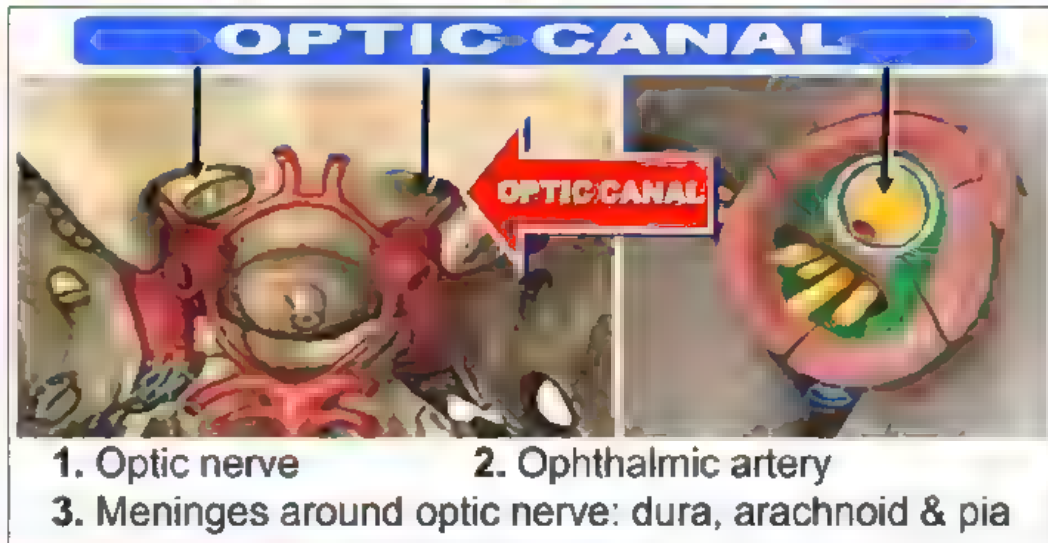 OPTIC CANAL
OPTIC CANAL
1. Optic nerve 2. Ophthalmic artery
3. Meninges around optic nerve: dura, arachnoid & pia